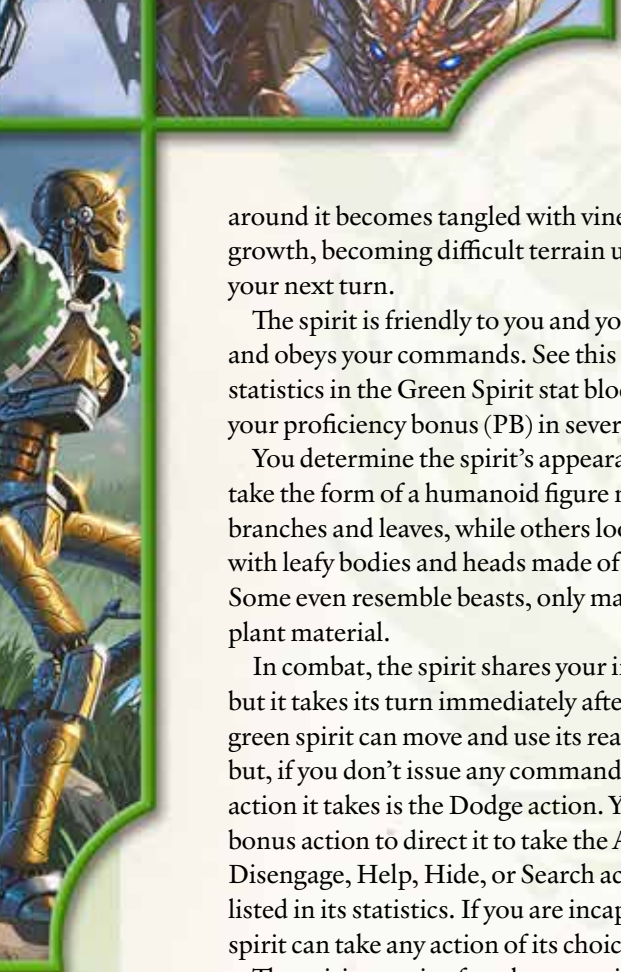 around it becomes tangled with vine
growth, becoming difficult terrain u
your next turn.
The spirit is friendly to you and yo
and obeys your commands. See this
statistics in the Green Spirit stat bloc
your proficiency bonus (PB) in sever
You determine the spirit's appeara
take the form of a humanoid figure r
branches and leaves, while others loo
with leafy bodies and heads made of
Some even resemble beasts, only ma
plant material.
In combat, the spirit shares your i
but it takes its turn immediately afte
green spirit can move and use its rea
but, if you don't issue any command
action it takes is the Dodge action. Y
bonus action to direct it to take the A
Disengage, Help, Hide, or Search ac
listed in its statistics. If you are incap
spirit can take any action of its choic